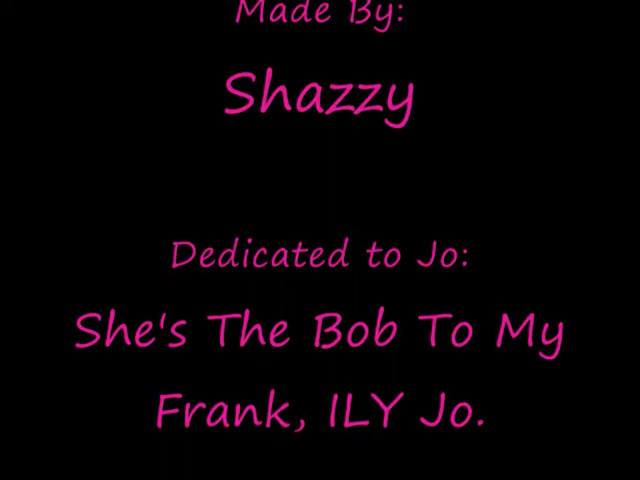 Made By:
Shazzy
Dedicated to Jo:
She's The Bob To My
Frank, ILY Jo.